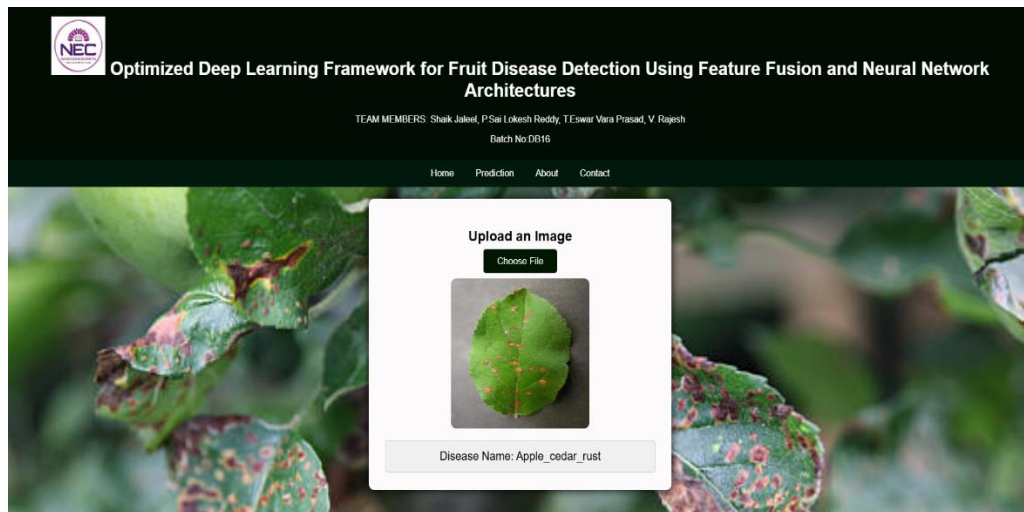 NEC
Optimized Deep Learning Framework for Fruit Disease Detection Using Feature Fusion and Neural Network
Architectures
TEAM MEMBERS: Shaik Jaleel, P.Sai Lokesh Reddy, T.Eswar Vara Prasad, V. Rajesh
Batch No:DB16
Home Prediction About Contact
Upload an Image
Choose File
Disease Name: Apple_cedar_rust